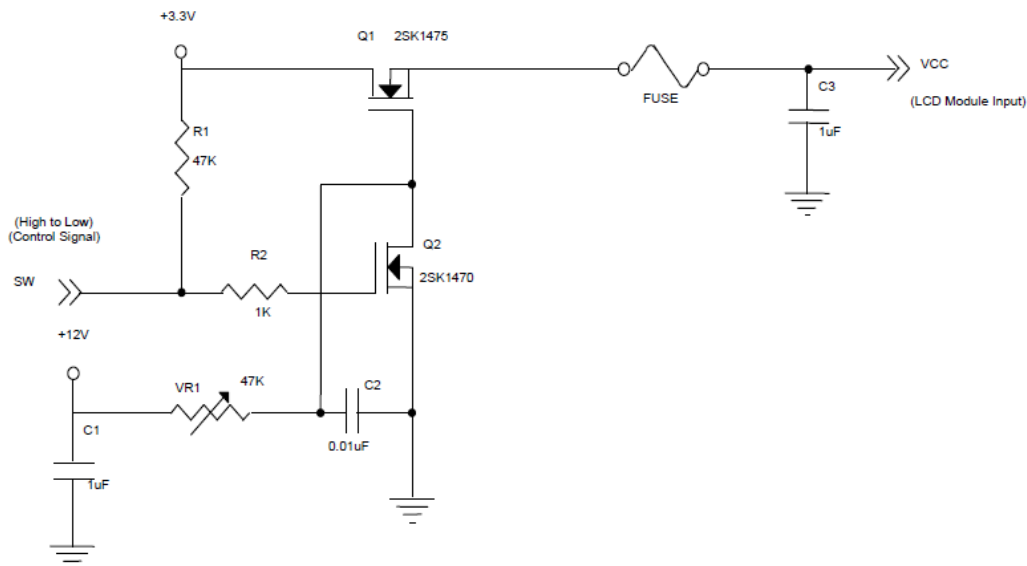 +3.3V
Q1 2SK1475
VCC
(LCD Module Input)
FUSE
C3
1uF
R1
47K
(High to Low)
(Control Signal)
SW
R2
1K
Q2
2SK1470
+12V
VR1
47K
C2
0.01uF
C1
1uF